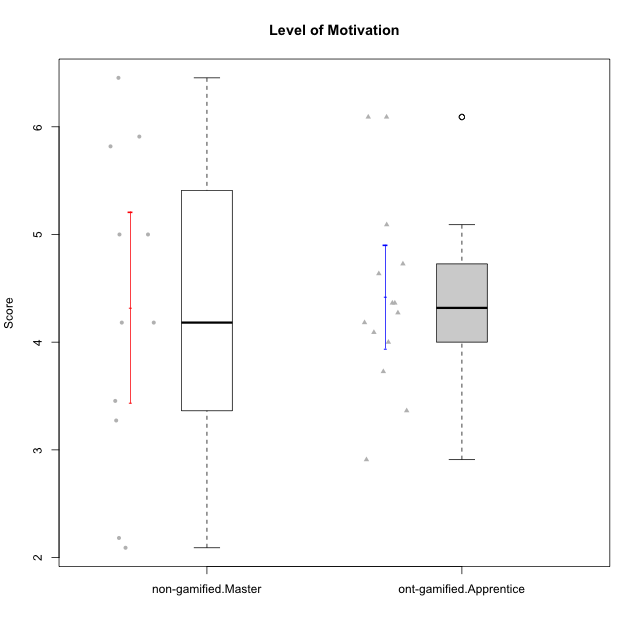 Level of Motivation
Score
6
5
4
3
2
non-gamified.Master
ont-gamified.Apprentice